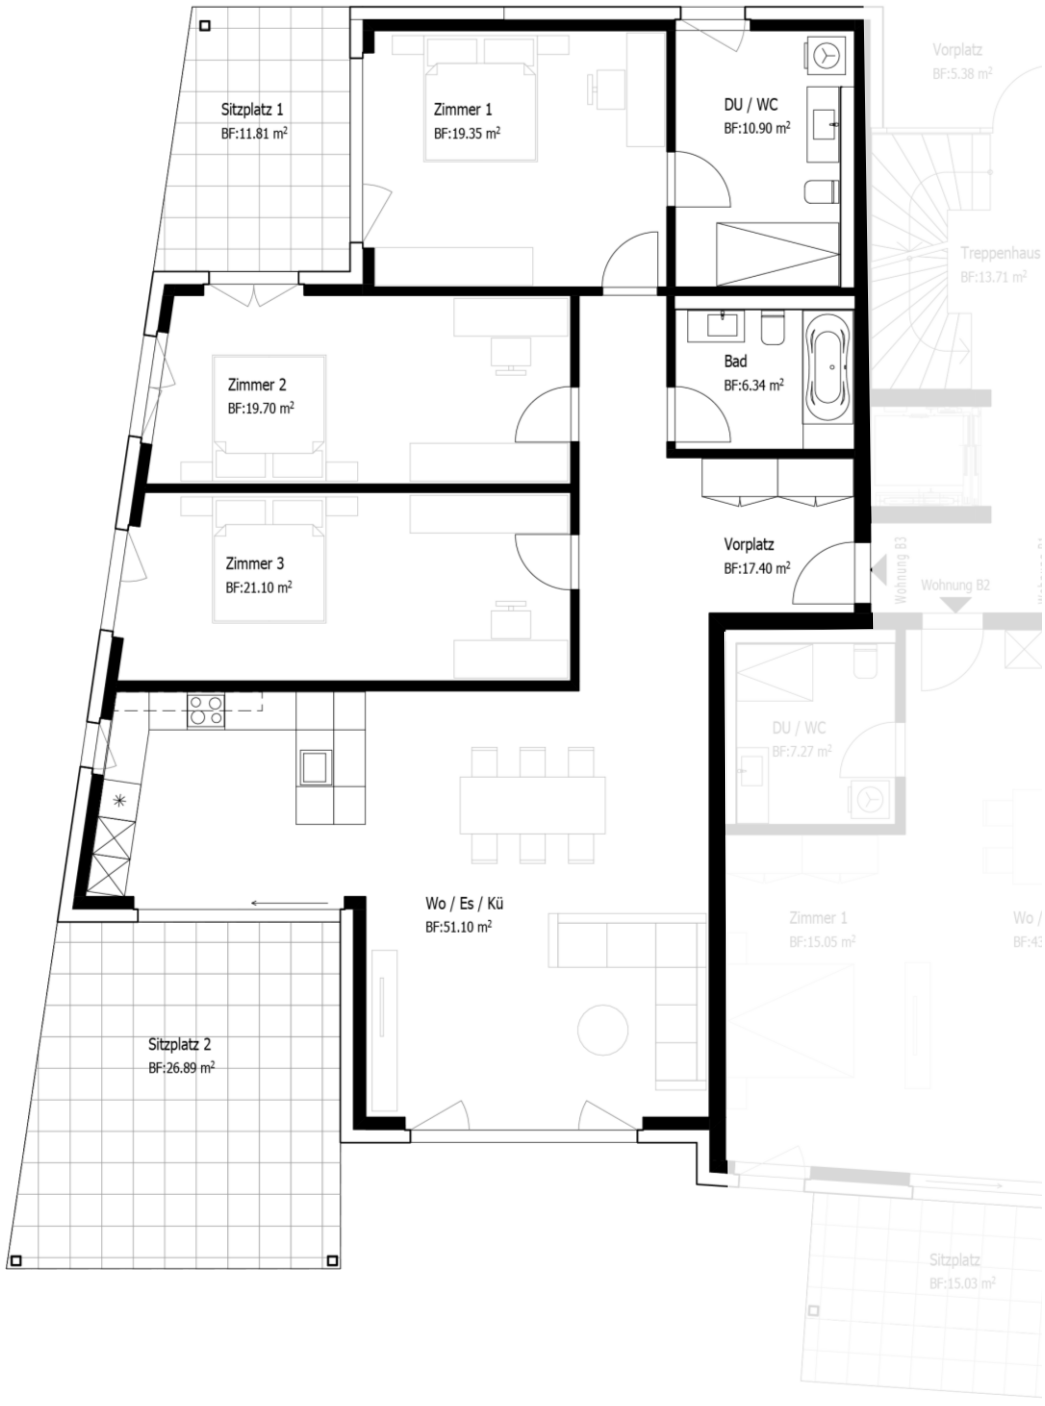 Vorplatz
BF:5.38 m²
Sitzplatz 1
BF:11.81 m²
Zimmer 1
BF:19.35 m²
DU / WC
BF:10.90 m²
Treppenhaus
BF:13.71 m²
Zimmer 2
BF:19.70 m²
Bad
BF:6.34 m²
Zimmer 3
BF:21.10 m²
Vorplatz
BF:17.40 m²
Wohnung B3
Wohnung B2
DU / WC
BF:7.27 m²
Wo / Es / Kü
BF:51.10 m²
Zimmer 1
BF:15.05 m²
Wo /
BF:43
Sitzplatz 2
BF:26.89 m²
Sitzplatz
BF:15.03 m²